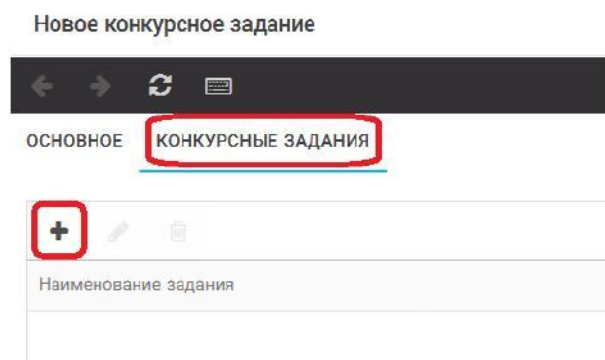 Новое конкурсное задание
ОСНОВНОЕ КОНКУРСНЫЕ ЗАДАНИЯ
Наименование задания